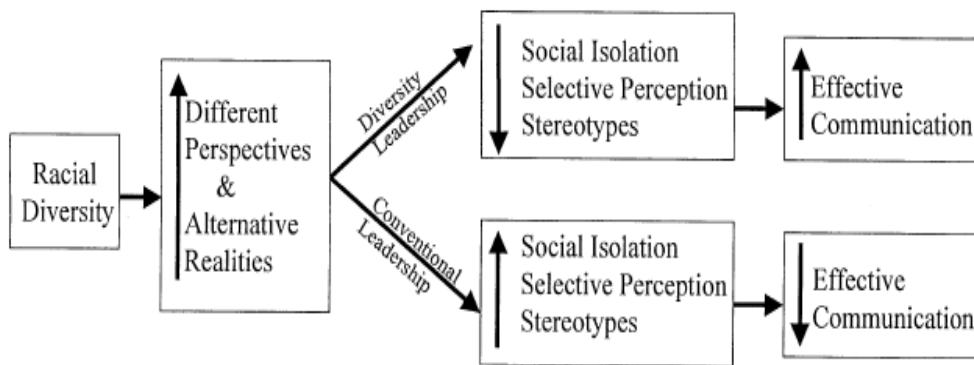 Racial
Diversity
Different
Perspectives
&
Alternative
Realities
Diversity
Leadership
Social Isolation
Selective Perception
Stereotypes
Effective
Communication
Conventional
Leadership
Social Isolation
Selective Perception
Stereotypes
Effective
Communication